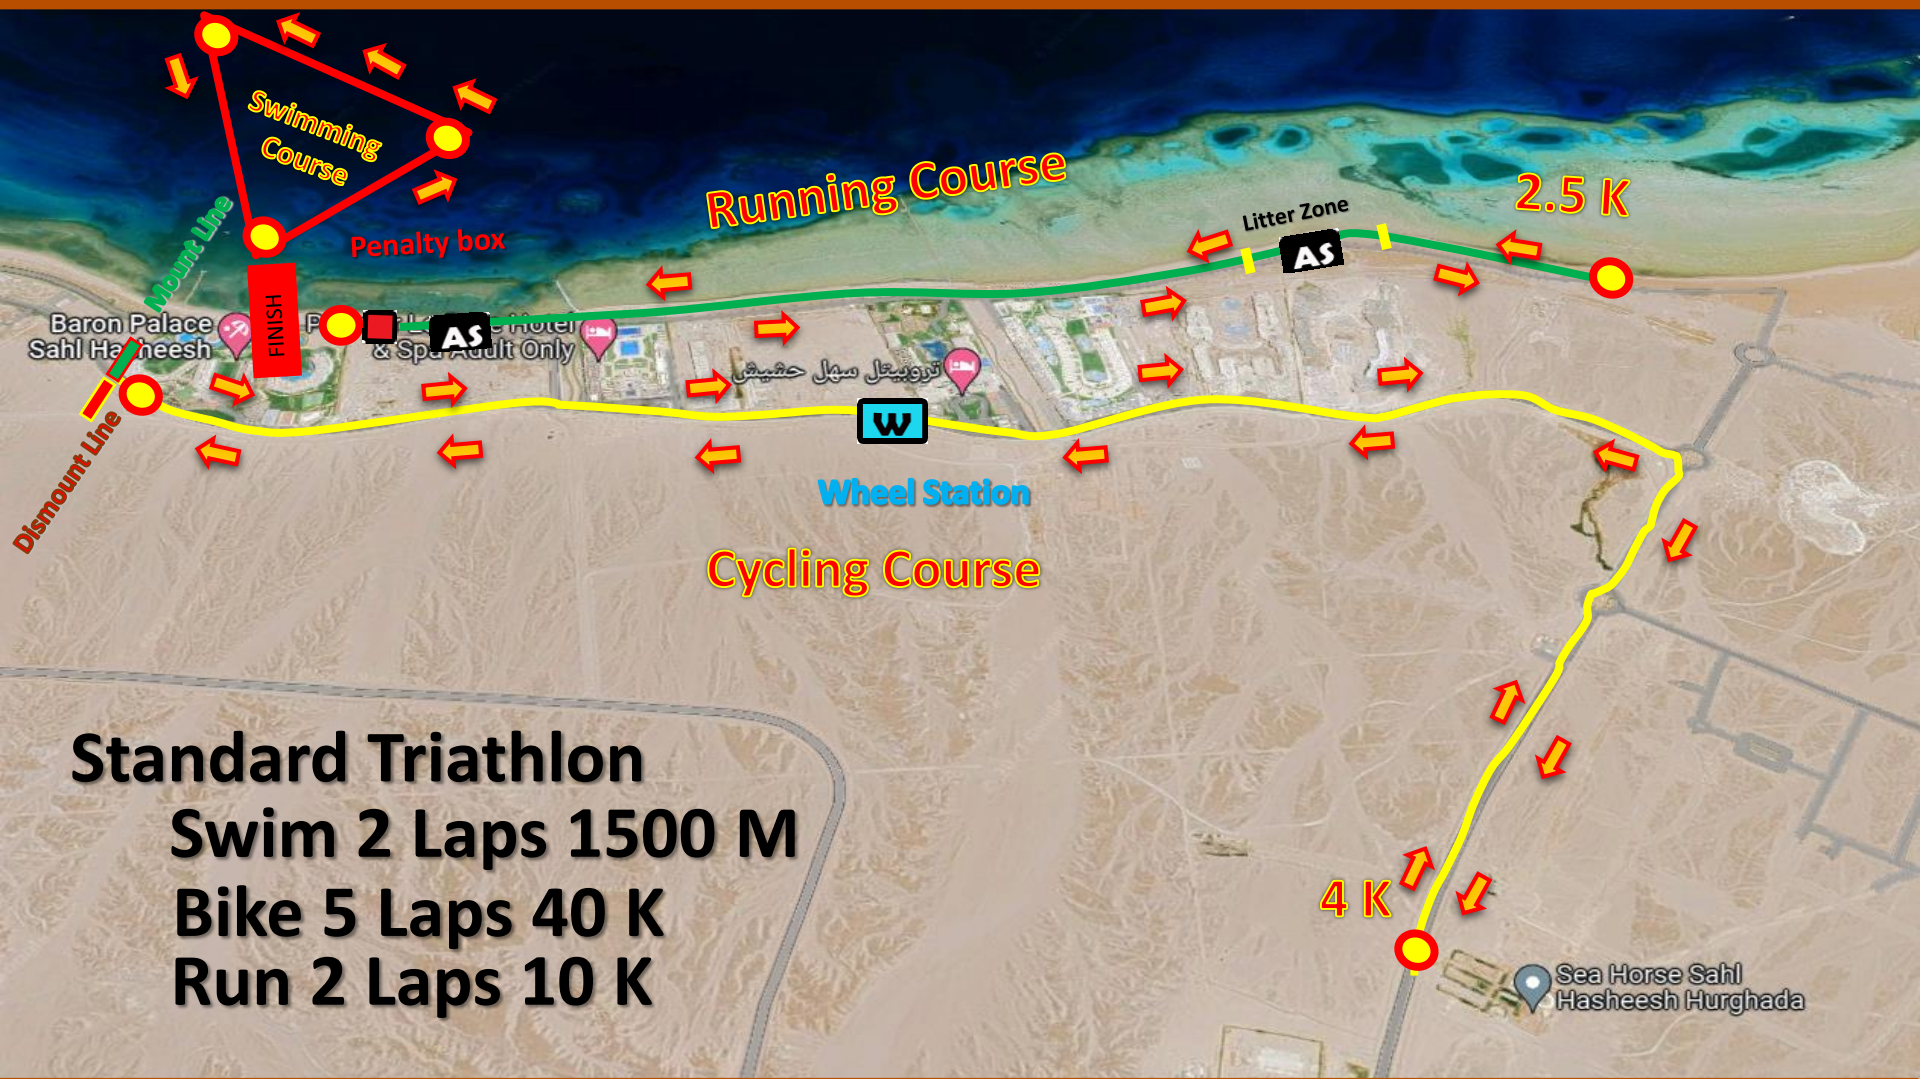 Swimming
Course
Running Course
2.5 K
Litter Zone
AS
Mount Line
Penalty box
FINISH
Baron Palace
Sahl Hasheesh
Hotel
& Spa Adult Only
AS
تروبيتل سهل حشيش
W
Wheel Station
Dismount Line
Cycling Course
Standard Triathlon
Swim 2 Laps 1500 M
Bike 5 Laps 40 K
Run 2 Laps 10 K
4 K
Sea Horse Sahl
Hasheesh Hurghada